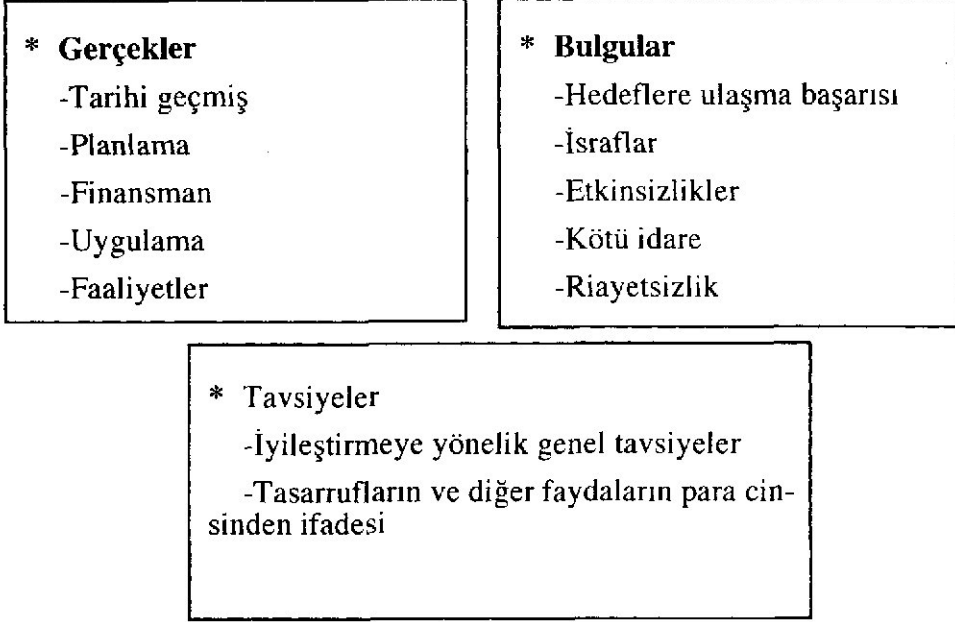 * Gerçekler
-Tarihi geçmiş
-Planlama
-Finansman
-Uygulama
-Faaliyetler
* Bulgular
-Hedeflere ulaşma başarısı
-İsraflar
-Etkinsizlikler
-Kötü idare
-Riayetsizlik
* Tavsiyeler
-İyileştirmeye yönelik genel tavsiyeler
-Tasarrufların ve diğer faydaların para cin-
sinden ifadesi